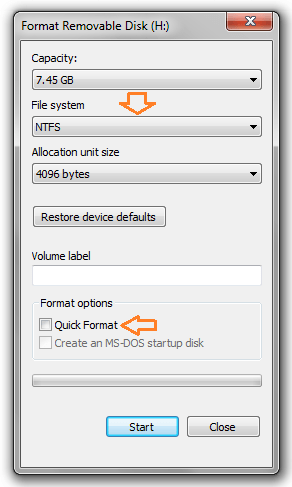 Format Removable Disk (H:)
Capacity:
7.45 GB
File system
NTFS
Allocation unit size
4096 bytes
Restore device defaults
Volume label
Format options
Quick Format
Create an MS-DOS startup disk
Start
Close